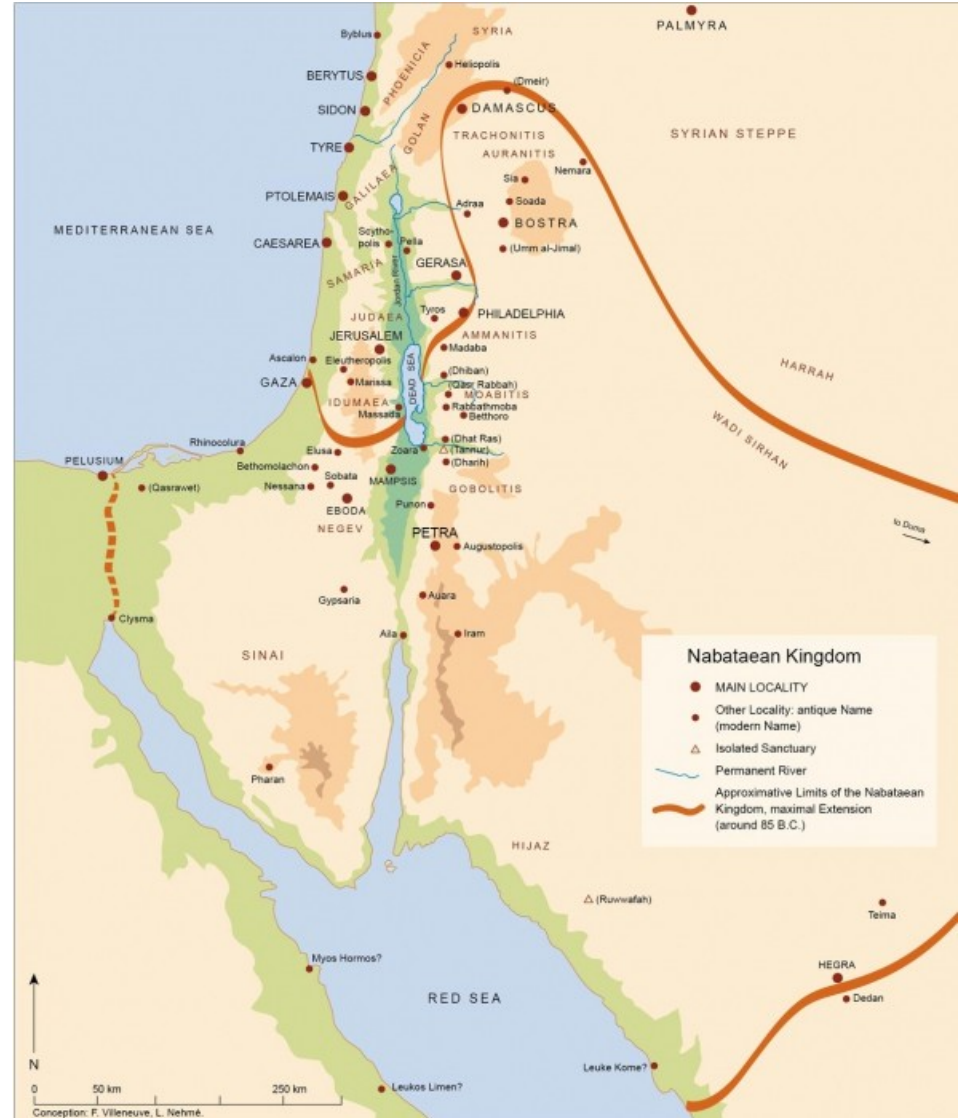 PALMYRA
SYRIA
Byblus
Heliopolis
PHOENICIA
BERYTUS
(Dmeir)
SIDON
DAMASCUS
GOLAN
TRACHONITIS
SYRIAN STEPPE
TYRE
AURANITIS
Nemara
GALILAEA
Sia
PTOLEMAIS
Soada
Adraa
BOSTRA
MEDITERRANEAN SEA
CAESAREA
Scytho-
polis
Pella
(Umm al-Jimal)
SAMARIA
GERASA
Jordan River
Tyros
PHILADELPHIA
JUDAEA
JERUSALEM
AMMANITIS
Madaba
Ascalon
Eleutheropolis
DEAD SEA
HARRAH
GAZA
Marissa
(Dhiban)
(Qasr Rabbah)
MOABITIS
IDUMAEA
Massada
Rabbathmoba
Betthoro
WADI SIRHAN
Rhinocolura
Elusa
Zoara
(Dhat Ras)
(Tannur)
(Dharih)
PELUSIUM
Bethomolachon
Sobata
MAMPSIS
(Qasrawet)
Nessana
GOBOLITIS
EBODA
Punon
NEGEV
PETRA
to Duma
Augustopolis
Gypsaria
Auara
Clysma
Aila
Iram
SINAI
Nabataean Kingdom
MAIN LOCALITY
Other Locality: antique Name
(modern Name)
Isolated Sanctuary
Permanent River
Approximative Limits of the Nabataean
Kingdom, maximal Extension
(around 85 B.C.)
Pharan
HIJAZ
(Ruwwafah)
Teima
Myos Hormos?
HEGRA
RED SEA
Dedan
N
Leuke Kome?
0 50 km 250 km
Leukos Limen?
Conception: F. Villeneuve, L. Nehmé.